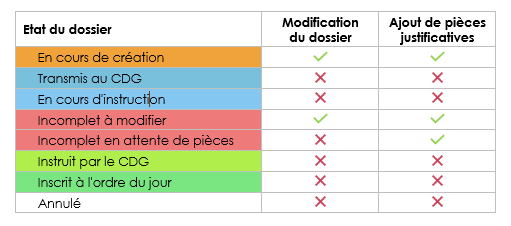 Etat du dossier
Modification
du dossier
Ajout de pièces
justificatives
En cours de création
Transmis au CDG
En cours d'instruction
Incomplet à modifier
Incomplet en attente de pièces
Instruit par le CDG
Inscrit à l'ordre du jour
Annulé